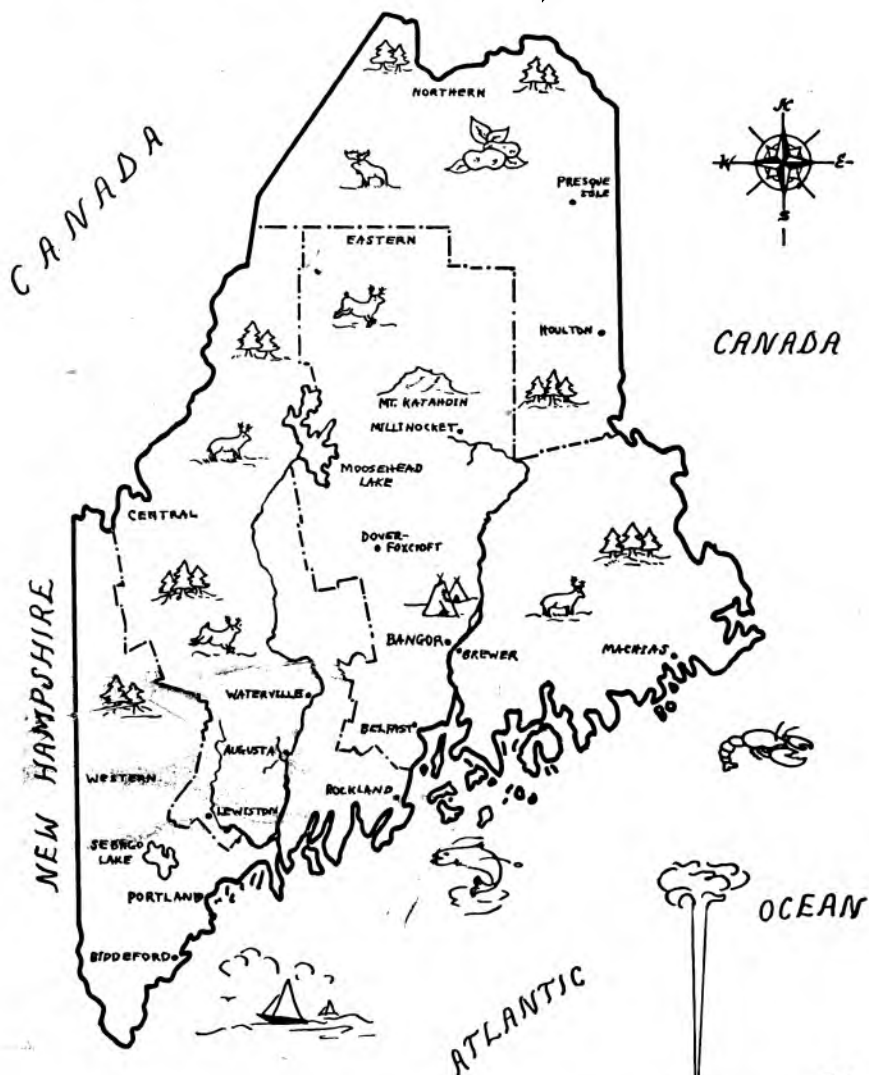 NORTHERN
CANADA
N
W
E
S
PRESQUE
ISLE
EASTERN
HOULTON
CANADA
MT. KATAHDIN
MILLINOCKET
MOOSEHEAD
LAKE
CENTRAL
DOVER-
FOXCROFT
NEW HAMPSHIRE
BANGOR
BREWER
MACHIAS
WATERVILLE
BELFAST
AUGUSTA
WESTERN
ROCKLAND
LEWISTON
SEBAGO
LAKE
PORTLAND
OCEAN
BIDDEFORD
ATLANTIC